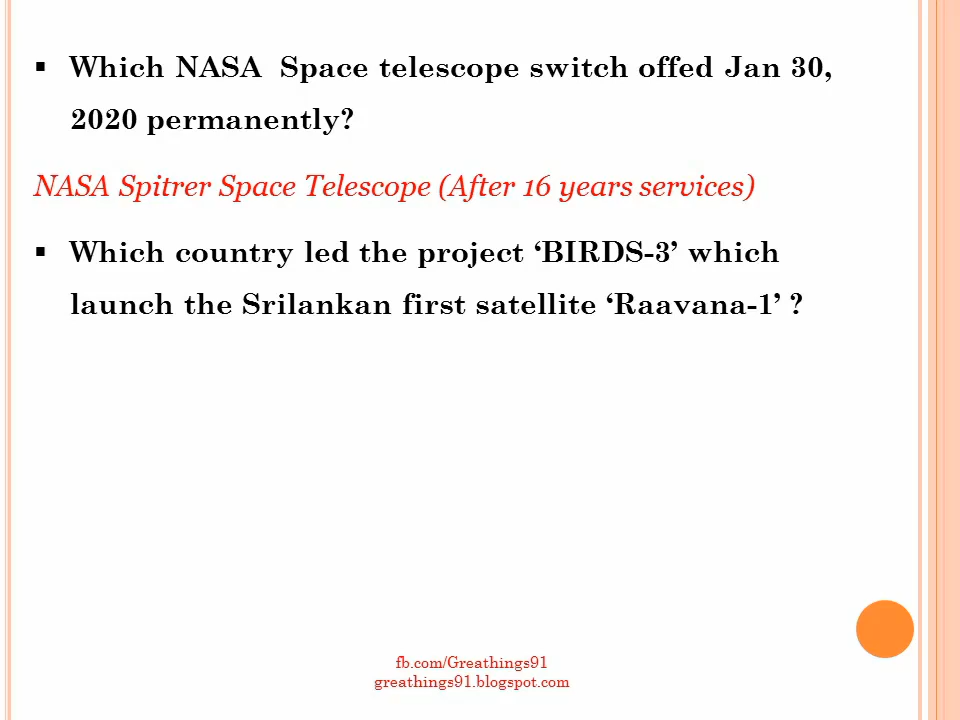 ▪ Which NASA Space telescope switch offed Jan 30,
2020 permanently?
NASA Spitrer Space Telescope (After 16 years services)
▪ Which country led the project ‘BIRDS-3’ which
launch the Srilankan first satellite ‘Raavana-1’ ?
fb.com/Greathings91
greathings91.blogspot.com